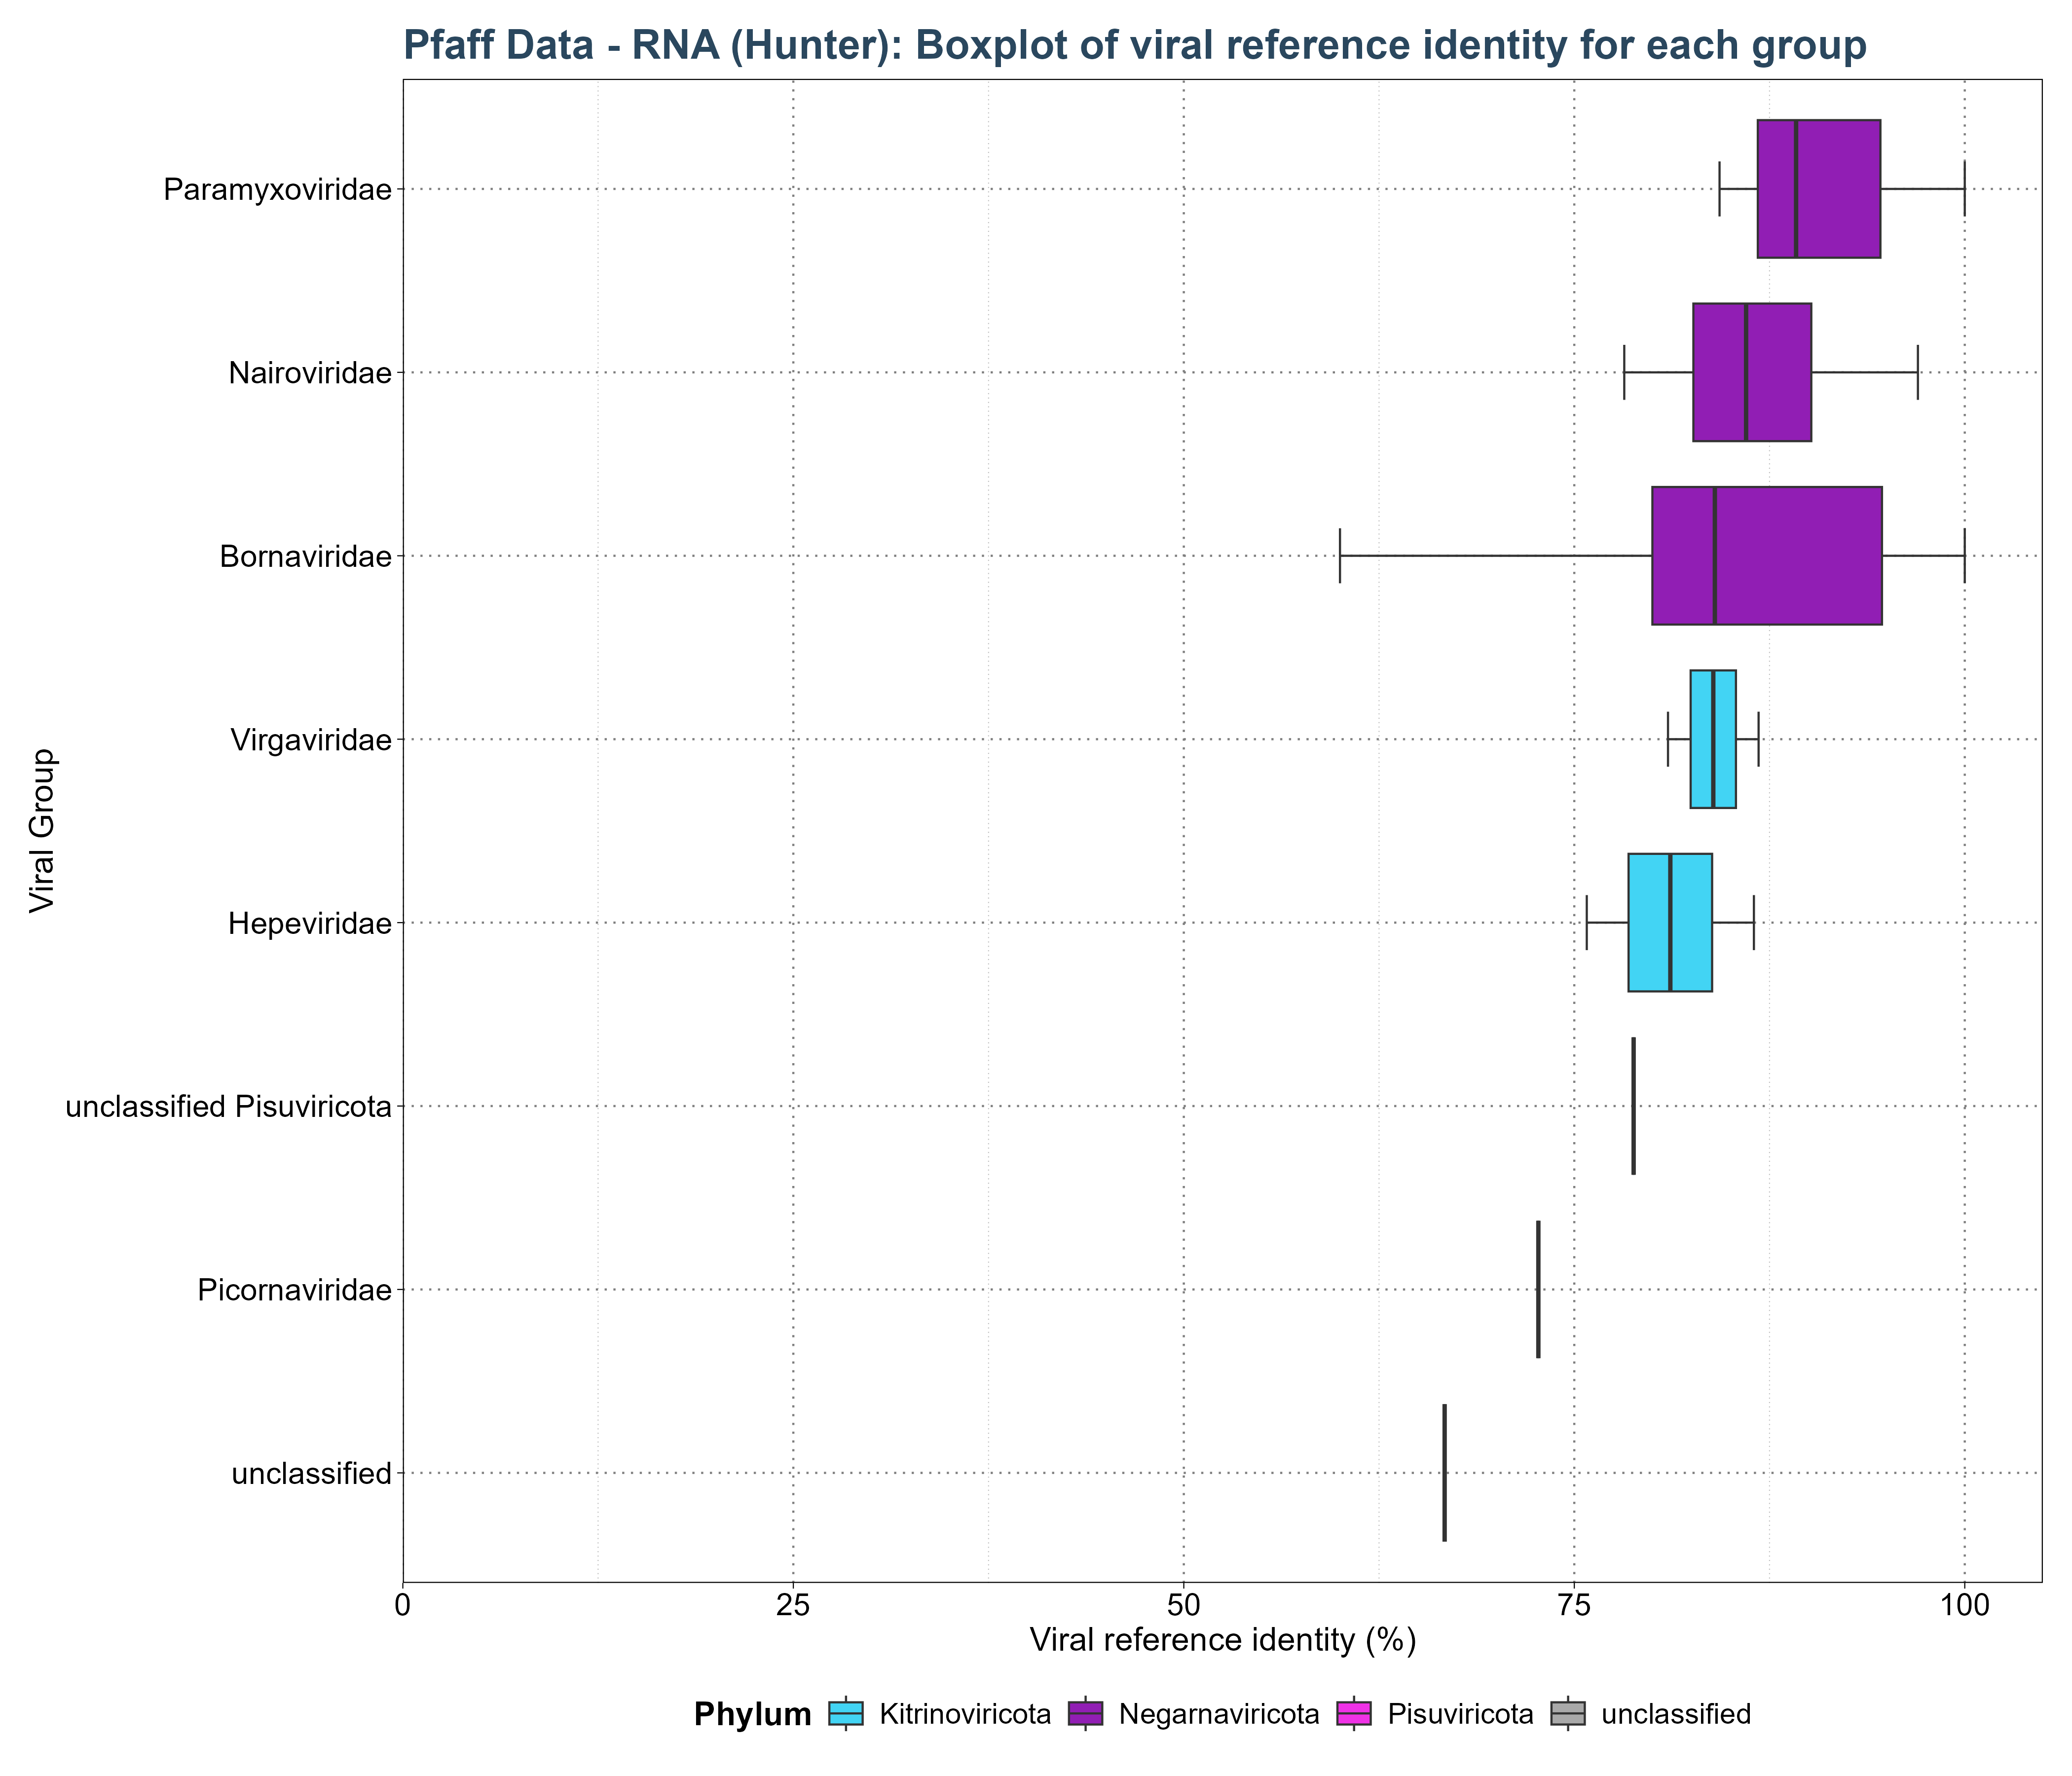 Pfaff Data - RNA (Hunter): Boxplot of viral reference identity for each group
Viral Group
Paramyxoviridae
Nairoviridae
Bornaviridae
Virgaviridae
Hepeviridae
unclassified Pisuviricota
Picornaviridae
unclassified
0 25 50 75 100
Viral reference identity (%)
Phylum Kitrinoviricota Negarnaviricota Pisuviricota unclassified